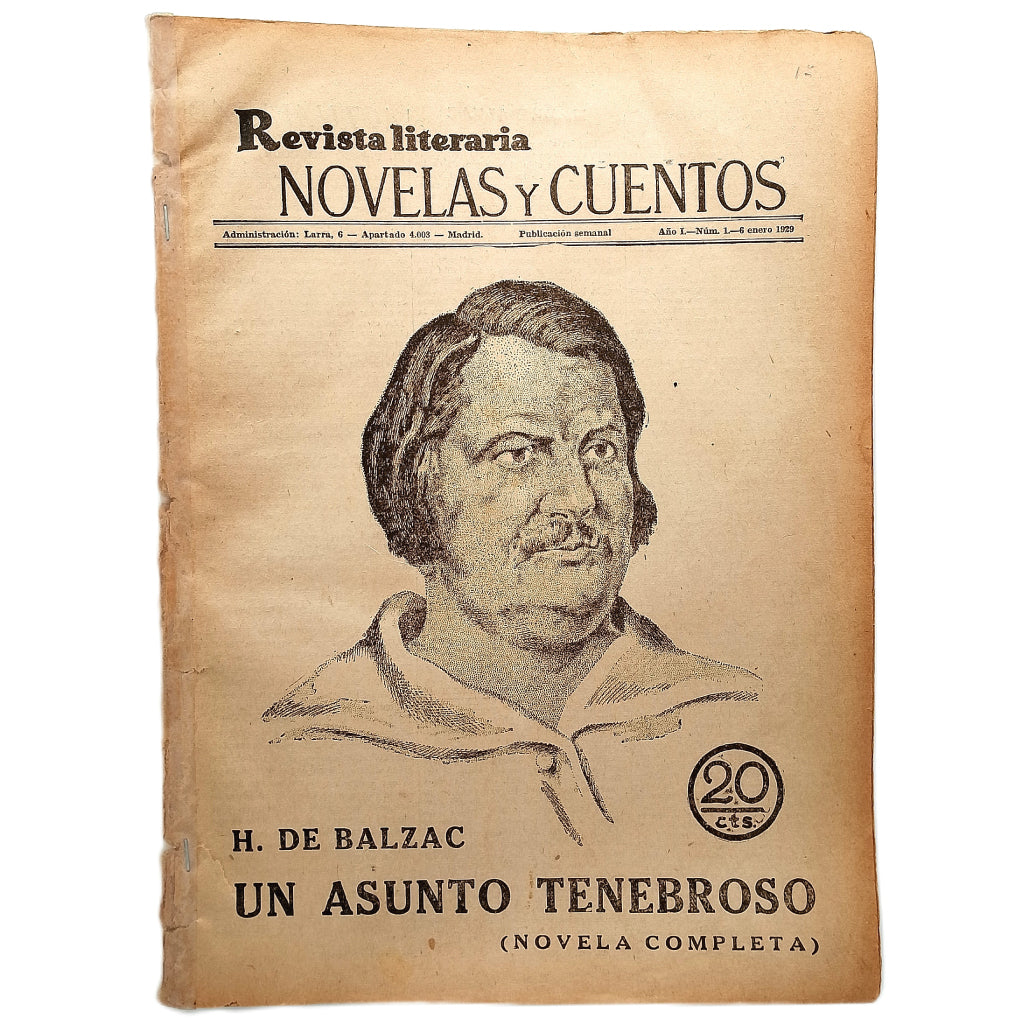 15
Revista literaria
NOVELAS Y CUENTOS
Administración: Larra, 6 — Apartado 4.003 — Madrid. Publicación semanal Año I.—Núm. 1.—6 enero 1929
20
cts.
H. DE BALZAC
UN ASUNTO TENEBROSO
(NOVELA COMPLETA)